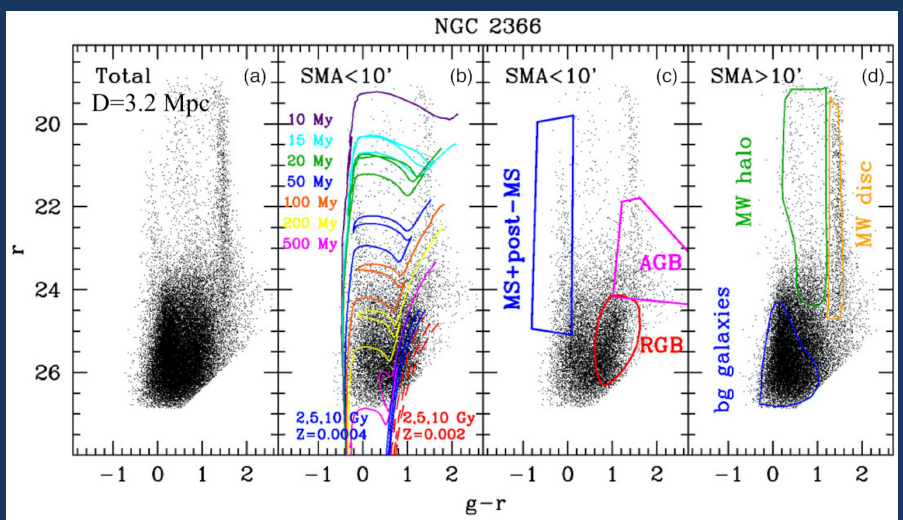 NGC 2366
Total (a)
D=3.2 Mpc
SMA<10' (b)
10 My
15 My
20 My
50 My
100 My
200 My
500 My
2,5,10 Gy
Z=0.0004
2,5,10 Gy
Z=0.002
SMA<10' (c)
MS+post-MS
AGB
RGB
SMA>10' (d)
MW halo
MW disc
bg galaxies
r
20
22
24
26
-1 0 1 2
-1 0 1 2
-1 0 1 2
-1 0 1 2
g-r